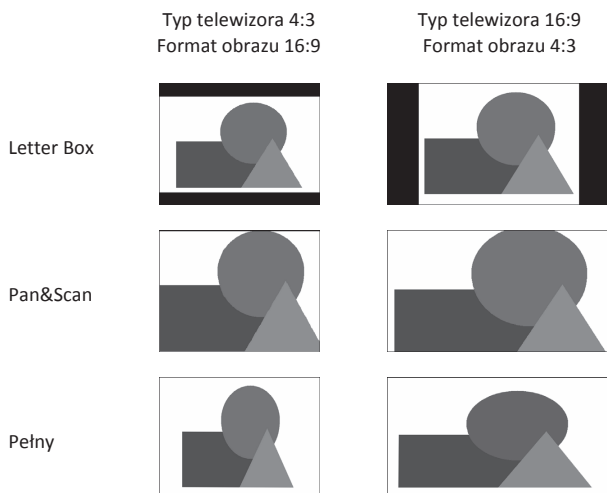 Typ telewizora 4:3
Format obrazu 16:9
Typ telewizora 16:9
Format obrazu 4:3
Letter Box
Pan&Scan
Pełny